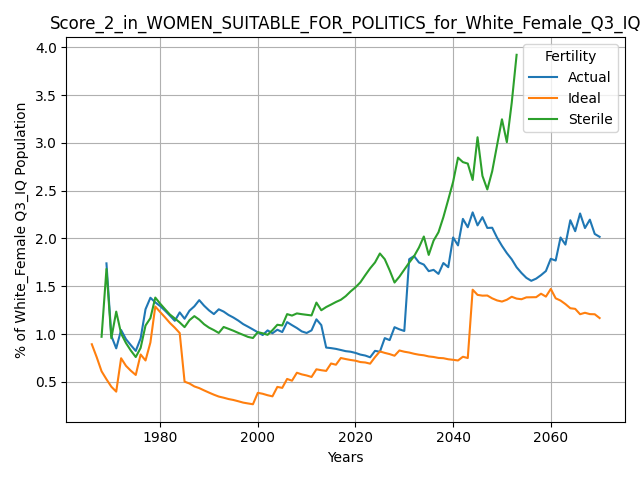 Score_2_in_WOMEN_SUITABLE_FOR_POLITICS_for_White_Female_Q3_IQ
% of White_Female Q3_IQ Population
4.0
3.5
3.0
2.5
2.0
1.5
1.0
0.5
Fertility
Actual
Ideal
Sterile
1980
2000
2020
2040
2060
Years